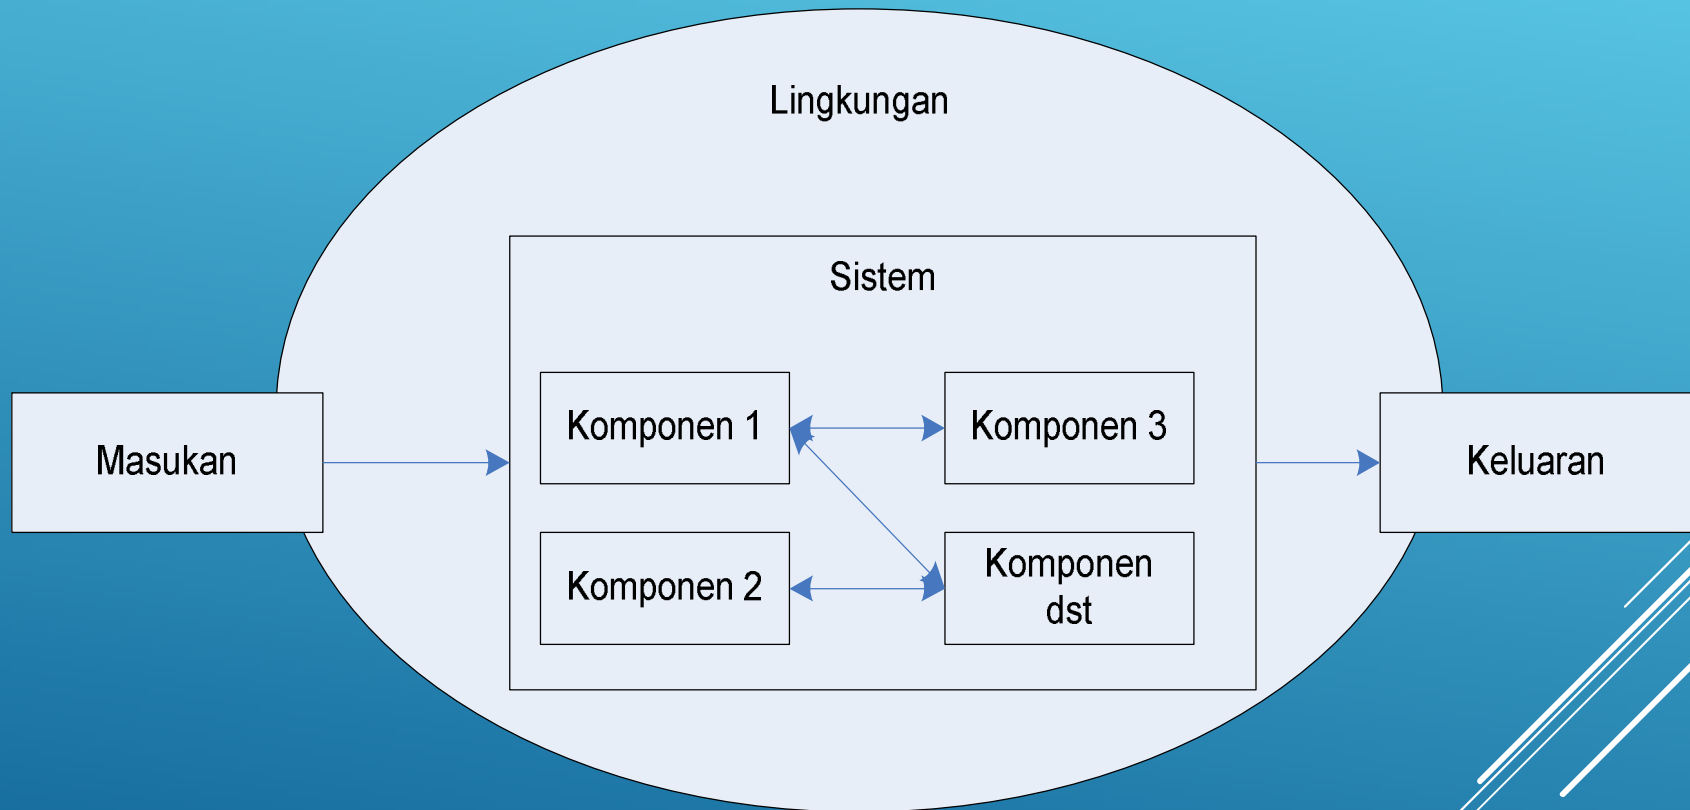 Lingkungan
Sistem
Komponen 1
Komponen 3
Masukan
Keluaran
Komponen 2
Komponen
dst